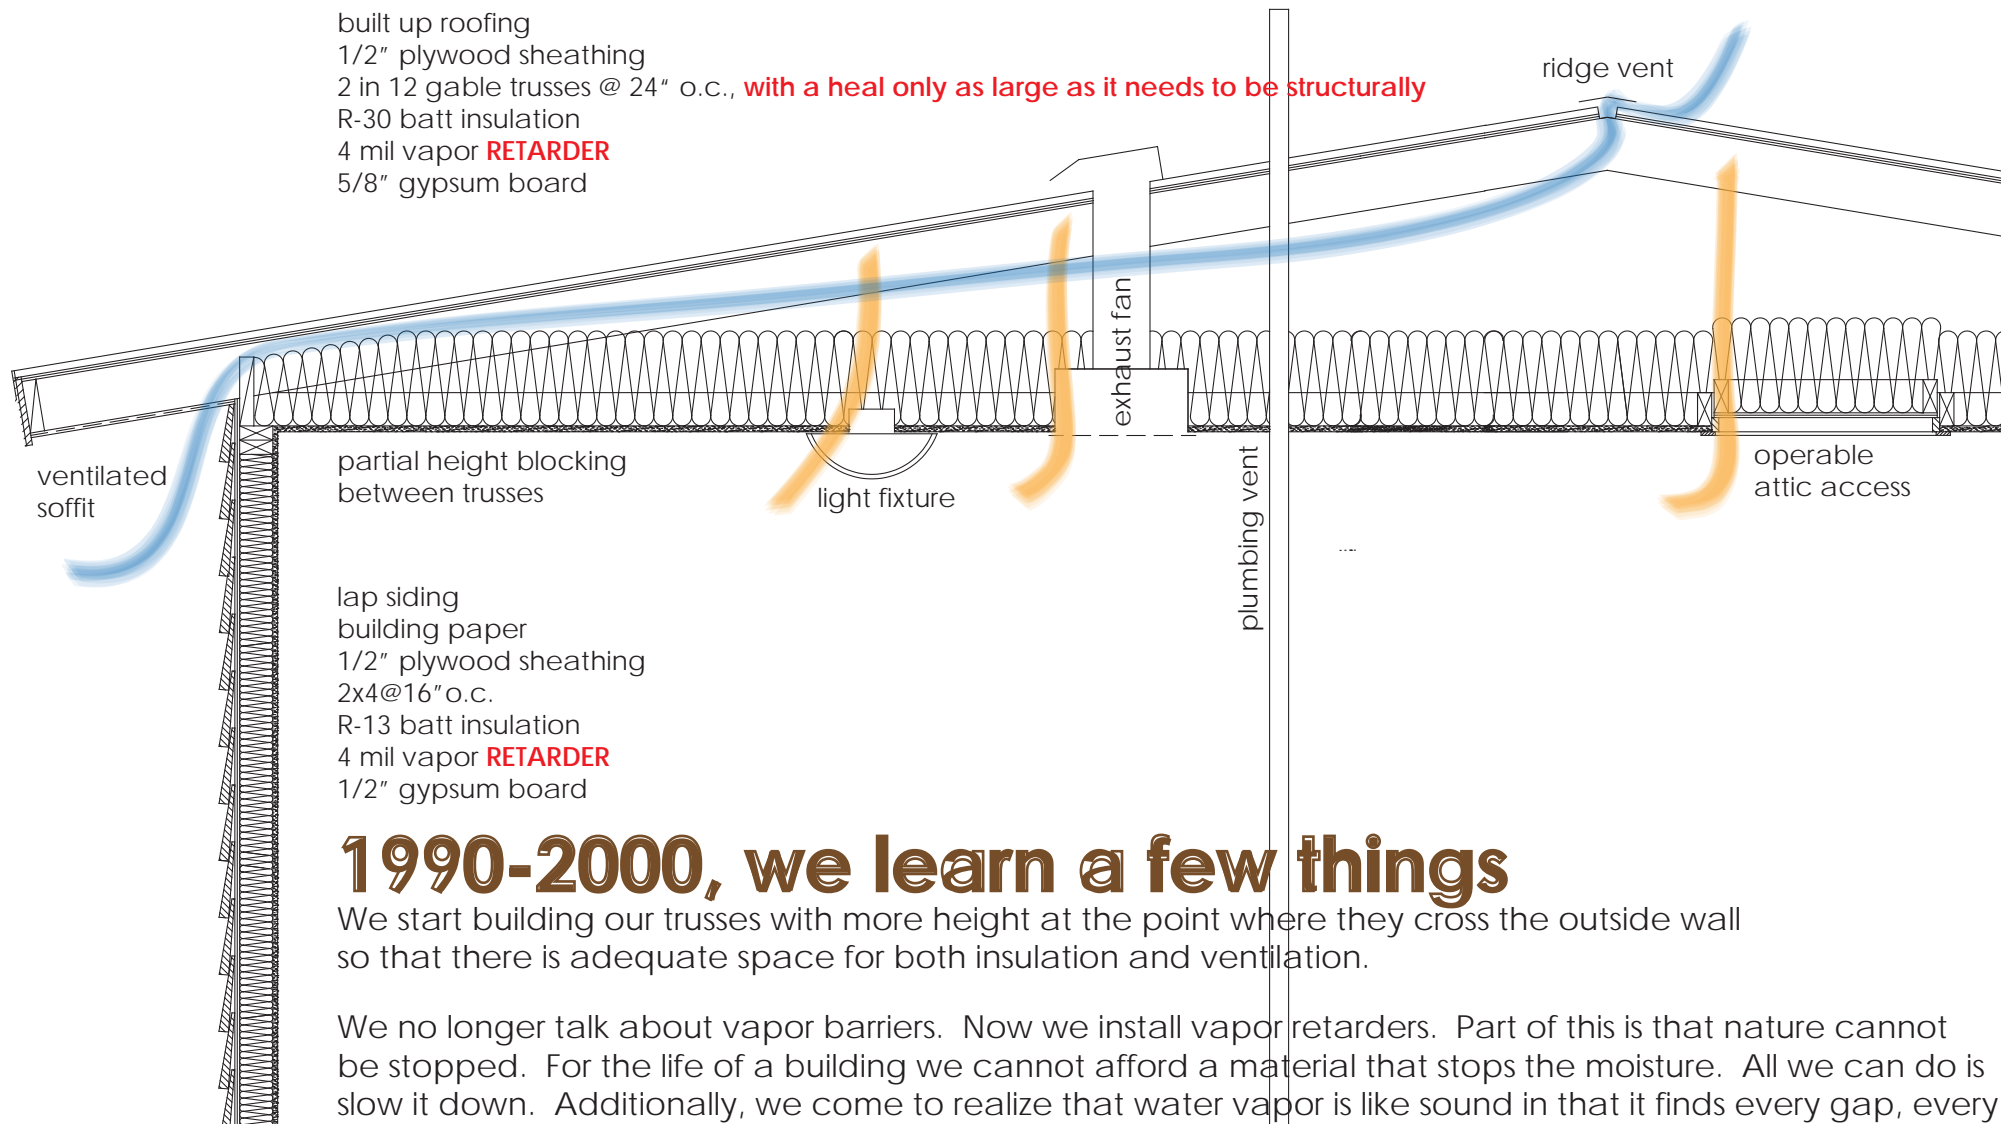 built up roofing
1/2" plywood sheathing
2 in 12 gable trusses @ 24" o.c., with a heal only as large as it needs to be structurally
R-30 batt insulation
4 mil vapor RETARDER
5/8" gypsum board
ridge vent
exhaust fan
ventilated
soffit
partial height blocking
between trusses
light fixture
plumbing vent
operable
attic access
lap siding
building paper
1/2" plywood sheathing
2x4@16"o.c.
R-13 batt insulation
4 mil vapor RETARDER
1/2" gypsum board
1990-2000, we learn a few things
We start building our trusses with more height at the point where they cross the outside wall
so that there is adequate space for both insulation and ventilation.
We no longer talk about vapor barriers.  Now we install vapor retarders.  Part of this is that nature cannot
be stopped.  For the life of a building we cannot afford a material that stops the moisture.  All we can do is
slow it down.  Additionally, we come to realize that water vapor is like sound in that it finds every gap, every